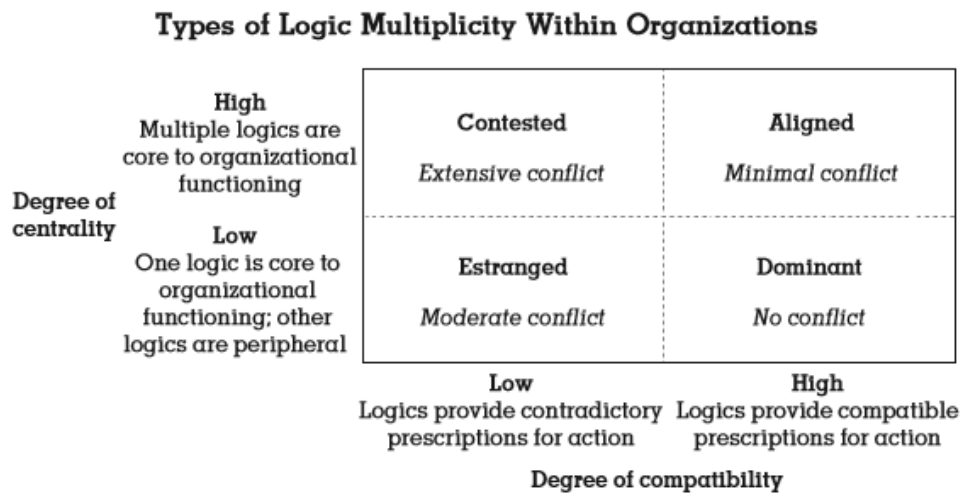 Types of Logic Multiplicity Within Organizations
High
Multiple logics are
core to organizational
functioning
Contested
Extensive conflict
Aligned
Minimal conflict
Degree of
centrality
Low
One logic is core to
organizational
functioning; other
logics are peripheral
Estranged
Moderate conflict
Dominant
No conflict
Low
Logics provide contradictory
prescriptions for action
High
Logics provide compatible
prescriptions for action
Degree of compatibility